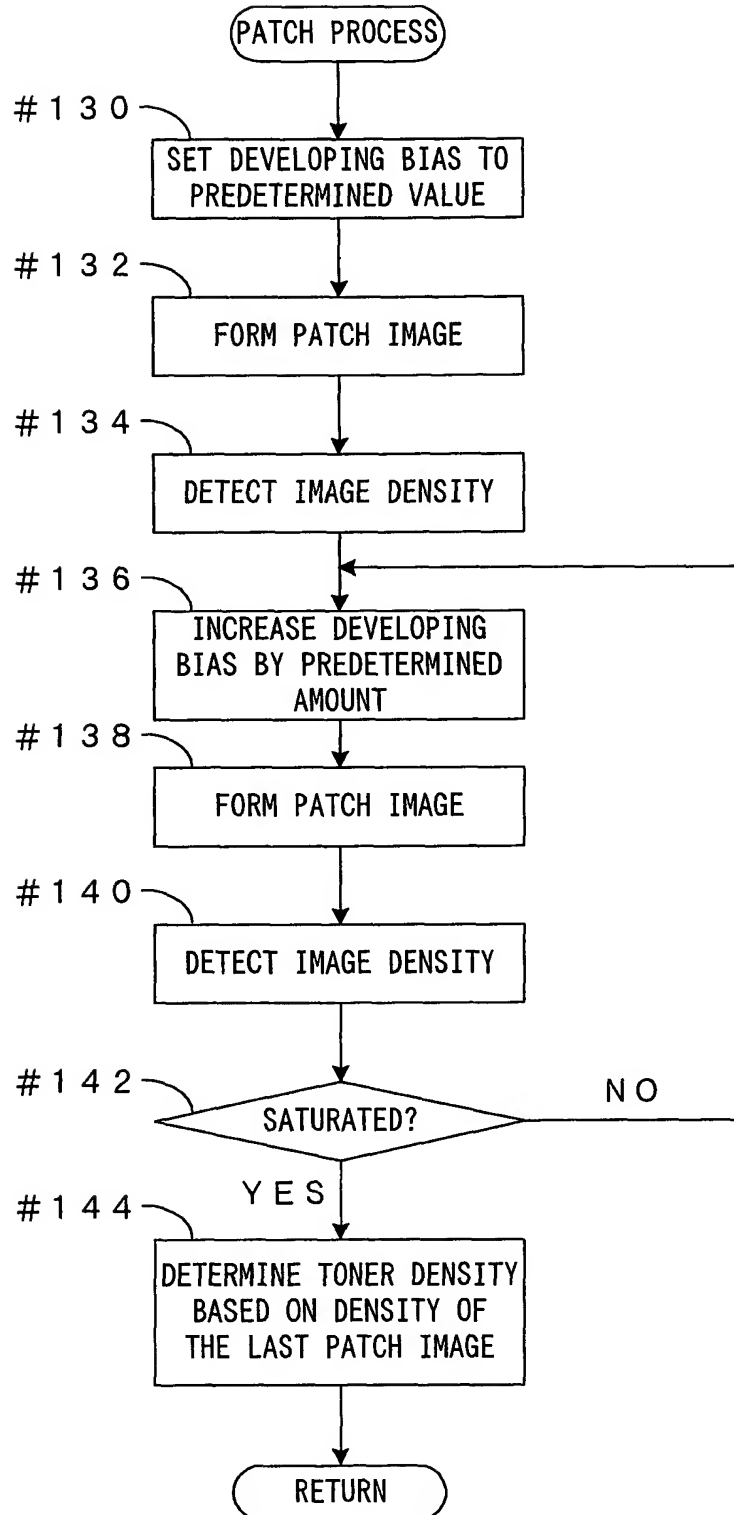 PATCH PROCESS
#130
SET DEVELOPING BIAS TO
PREDETERMINED VALUE
#132
FORM PATCH IMAGE
#134
DETECT IMAGE DENSITY
#136
INCREASE DEVELOPING
BIAS BY PREDETERMINED
AMOUNT
#138
FORM PATCH IMAGE
#140
DETECT IMAGE DENSITY
#142
SATURATED?
NO
YES
#144
DETERMINE TONER DENSITY
BASED ON DENSITY OF
THE LAST PATCH IMAGE
RETURN